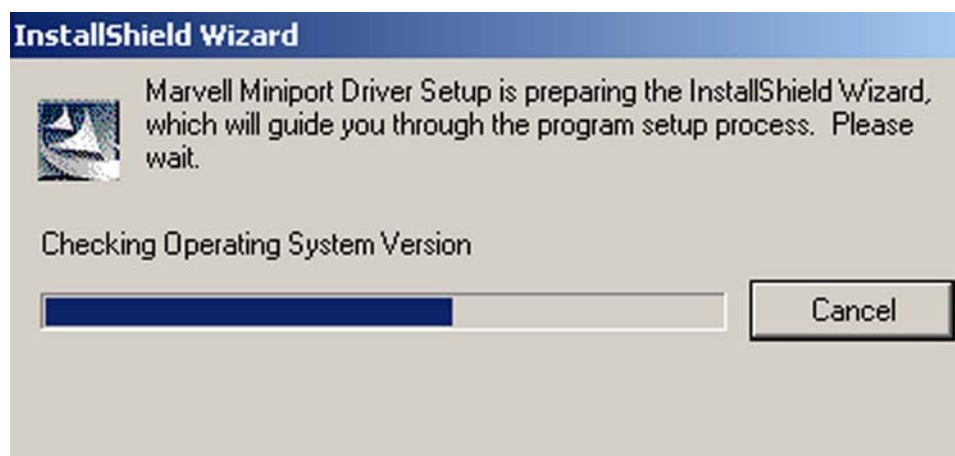 InstallShield Wizard
Marvell Miniport Driver Setup is preparing the InstallShield Wizard,
which will guide you through the program setup process.  Please
wait.
Checking Operating System Version
Cancel